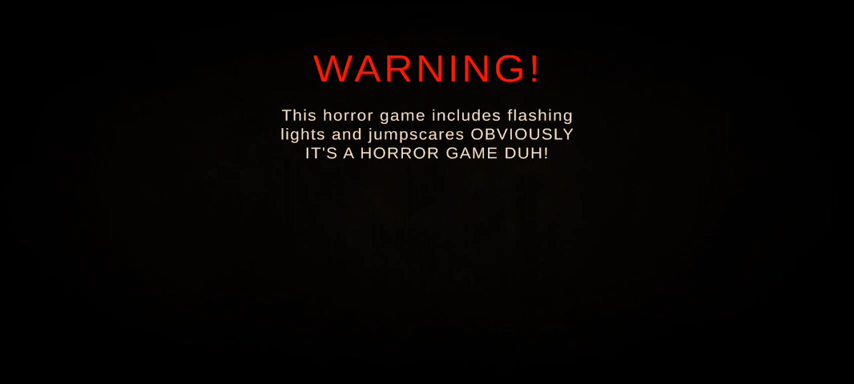 WARNING!
This horror game includes flashing
lights and jumpscares OBVIOUSLY
IT'S A HORROR GAME DUH!